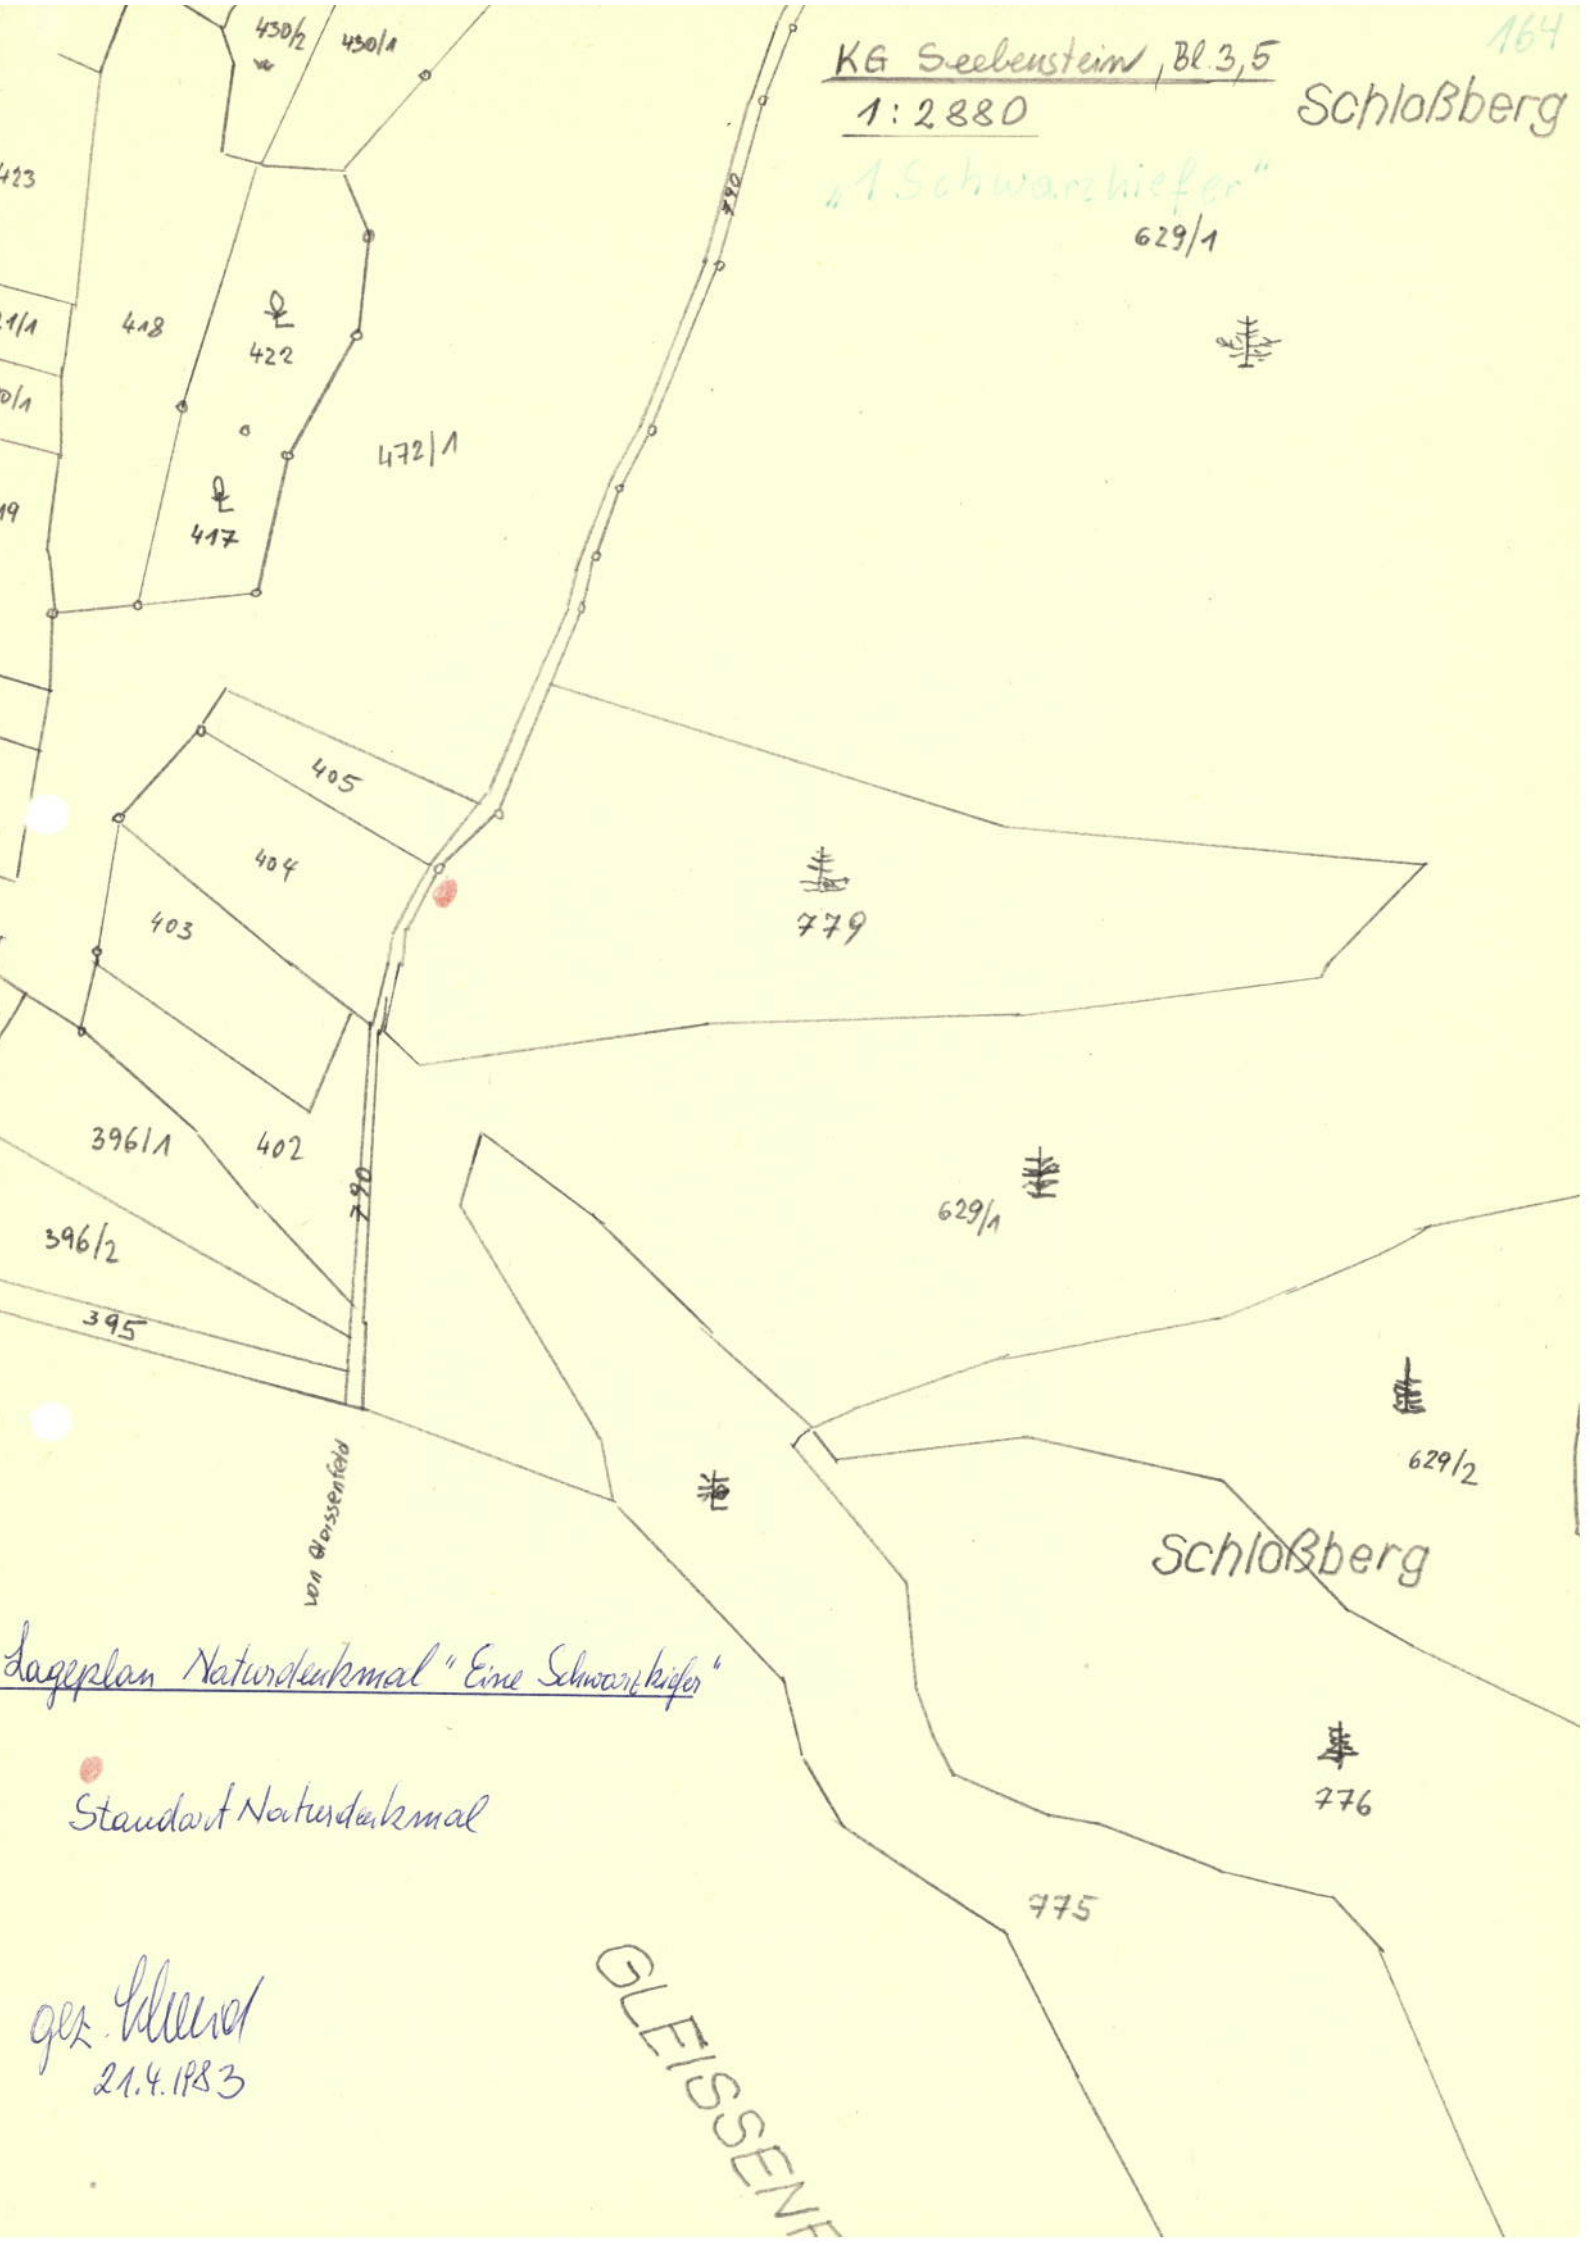 164
KG Seebenstein, Bl. 3,5
1:2880
Schloßberg
„1 Schwarzkiefer"
430/2
430/1
423
790
629/1
418
422
472/1
417
405
404
403
779
396/1
402
790
629/1
396/2
395
629/2
von Gleissenfeld
Schloßberg
Lageplan Naturdenkmal "Eine Schwarzkiefer"
Standort Naturdenkmal
776
775
gez.
21.4.1983
GLEISSENF